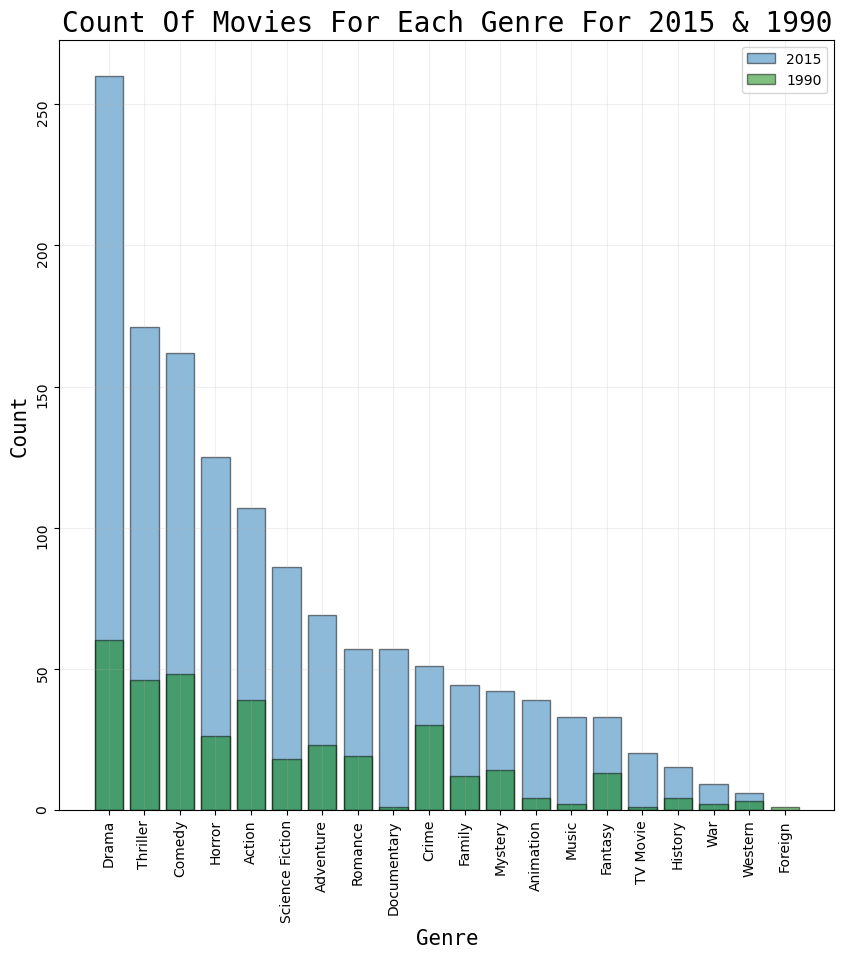 Count Of Movies For Each Genre For 2015 & 1990
2015
1990
Count
250
200
150
100
50
0
Drama
Thriller
Comedy
Horror
Action
Science Fiction
Adventure
Romance
Documentary
Crime
Family
Mystery
Animation
Music
Fantasy
TV Movie
History
War
Western
Foreign
Genre